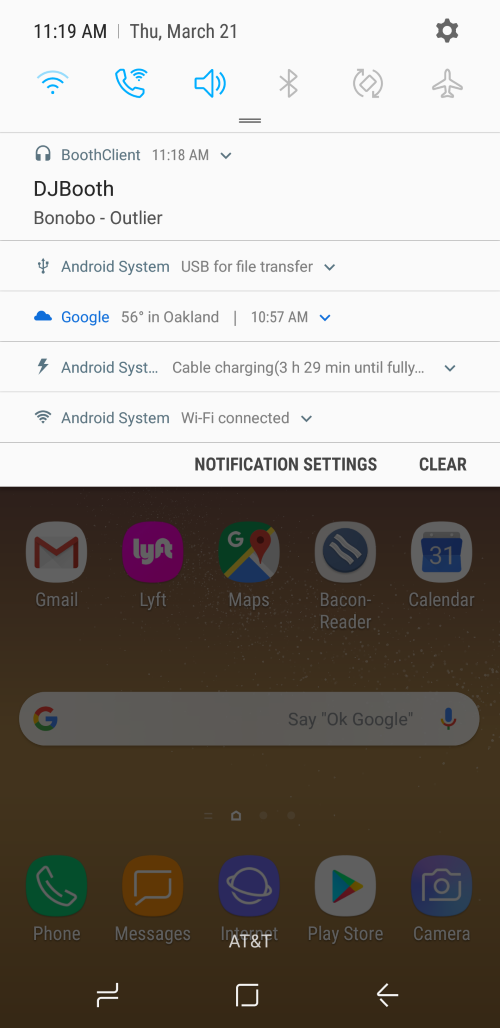 11:19 AM | Thu, March 21
BoothClient 11:18 AM
DJBooth
Bonobo - Outlier
Android System USB for file transfer
Google 56° in Oakland | 10:57 AM
Android Syst... Cable charging(3 h 29 min until fully...
Android System Wi-Fi connected
NOTIFICATION SETTINGS CLEAR
lyft G 31
Gmail Lyft Maps Bacon- Calendar
Reader
G Say "Ok Google"
Phone Messages Internet Play Store Camera
AT&T